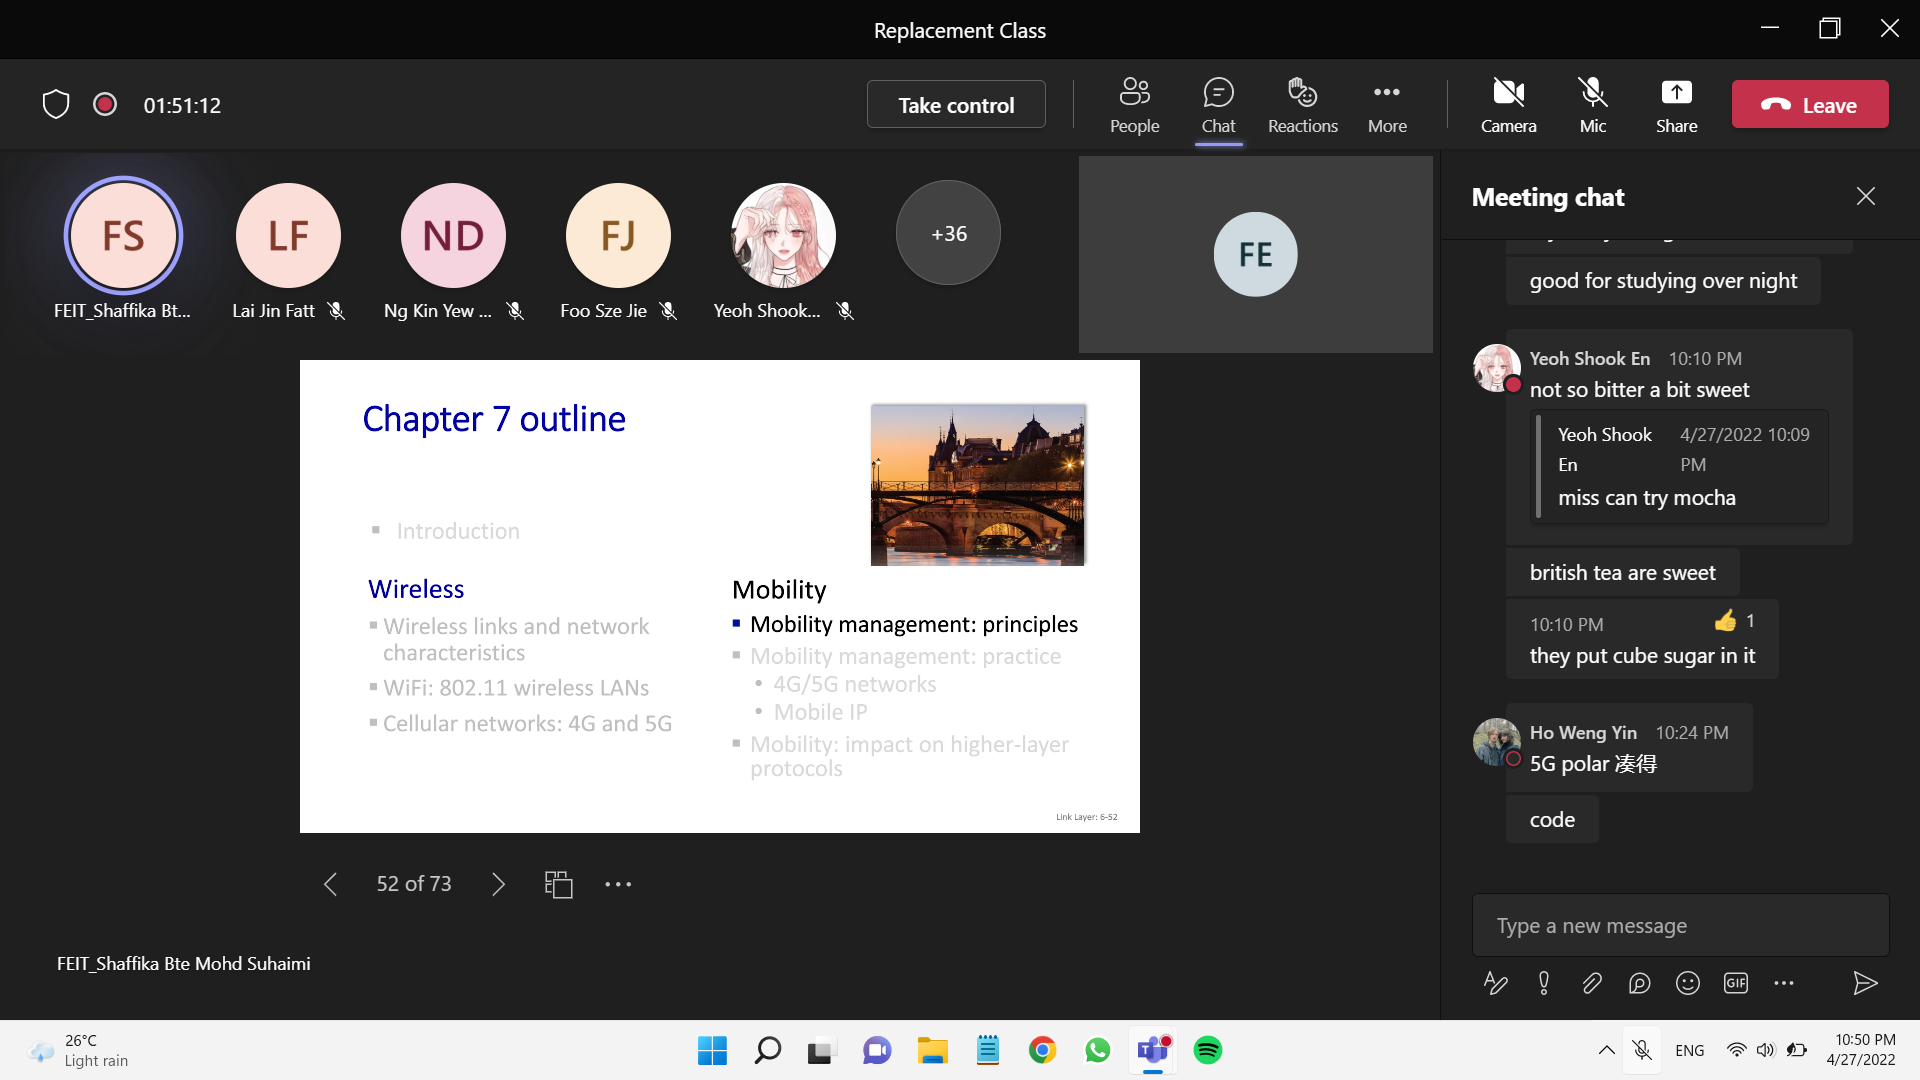 Replacement Class
01:51:12
Take control
People
Chat
Reactions
More
Camera
Mic
Share
Leave
FS
LF
ND
FJ
+36
FE
FEIT_Shaffika Bt...
Lai Jin Fatt
Ng Kin Yew ...
Foo Sze Jie
Yeoh Shook...
Chapter 7 outline
Introduction
Wireless
Wireless links and network
characteristics
WiFi: 802.11 wireless LANs
Cellular networks: 4G and 5G
Mobility
Mobility management: principles
Mobility management: practice
4G/5G networks
Mobile IP
Mobility: impact on higher-layer
protocols
Link Layer: 6-52
52 of 73
FEIT_Shaffika Bte Mohd Suhaimi
Meeting chat
good for studying over night
Yeoh Shook En 10:10 PM
not so bitter a bit sweet
Yeoh Shook 4/27/2022 10:09
En PM
miss can try mocha
british tea are sweet
10:10 PM 👍 1
they put cube sugar in it
Ho Weng Yin 10:24 PM
5G polar 凑得
code
Type a new message
GIF
26°C
Light rain
ENG
10:50 PM
4/27/2022